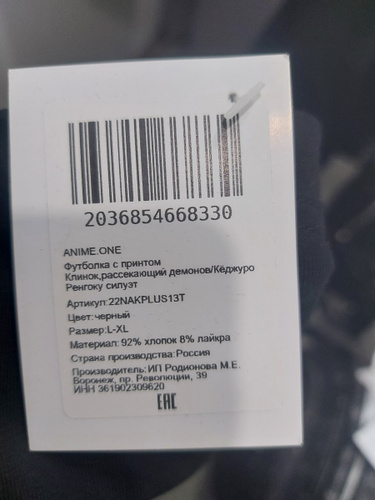 2036854668330
ANIME.ONE
Футболка с принтом
Клинок,рассекающий демонов/Кёджуро
Ренгоку силуэт
Артикул:22NAKPLUS13T
Цвет:черный
Размер:L-XL
Материал: 92% хлопок 8% лайкра
Страна производства:Россия
Производитель:ИП Родионова М.Е.
Воронеж, пр. Революции, 39
ИНН 361902309620
EAC